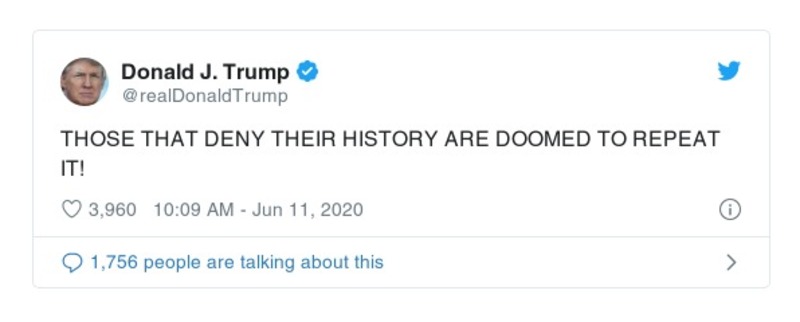 Donald J. Trump
@realDonaldTrump
THOSE THAT DENY THEIR HISTORY ARE DOOMED TO REPEAT
IT!
3,960 10:09 AM - Jun 11, 2020
1,756 people are talking about this